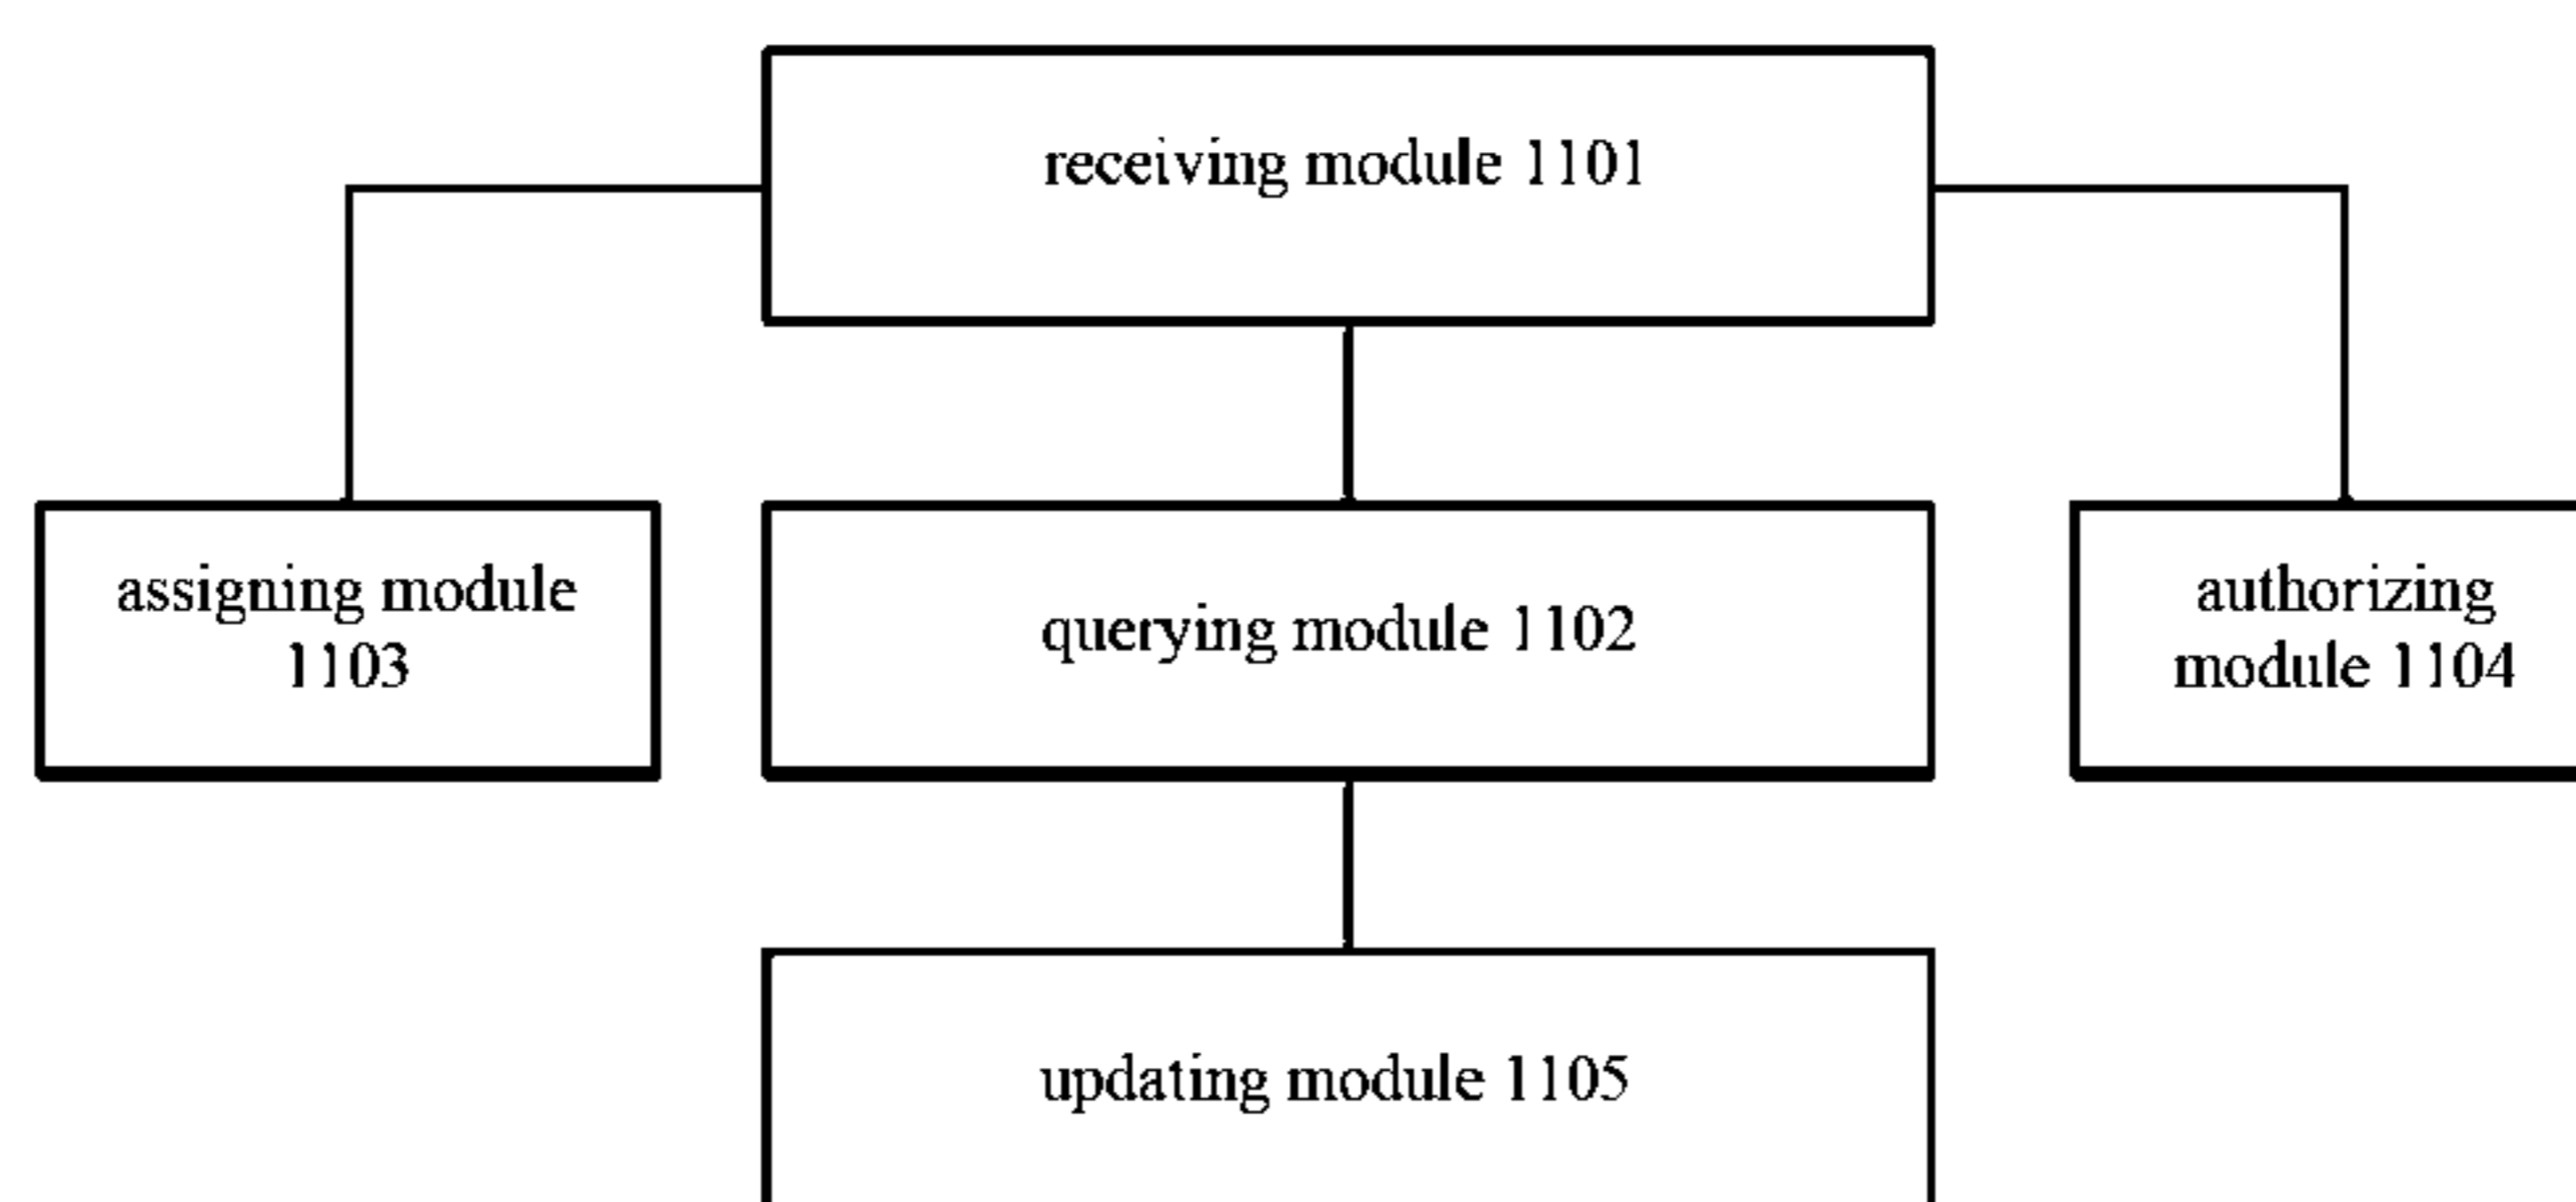 receiving module 1101
assigning module
1103
querying module 1102
authorizing
module 1104
updating module 1105